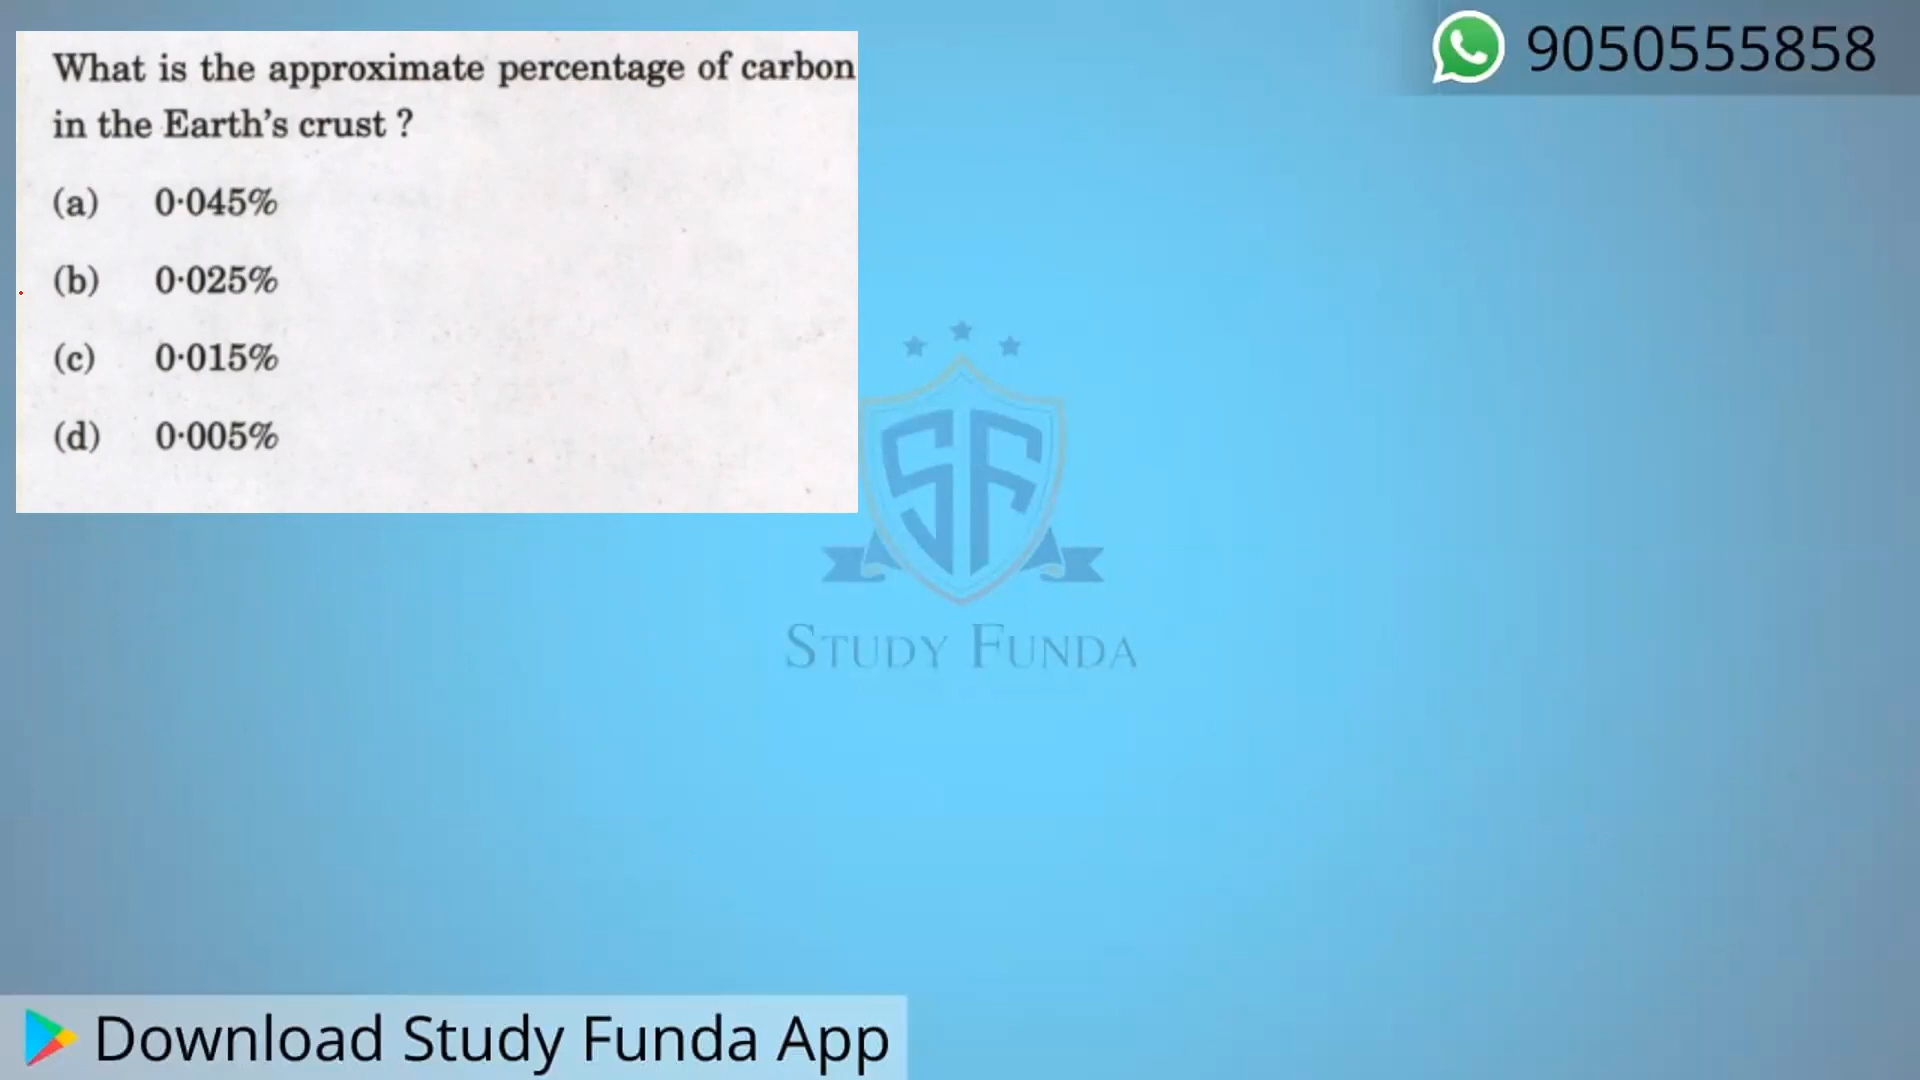 9050555858
What is the approximate percentage of carbon
in the Earth's crust ?
(a) 0·045%
(b) 0·025%
(c) 0·015%
(d) 0·005%
SF
STUDY FUNDA
Download Study Funda App